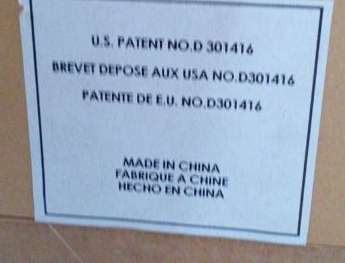 U.S. PATENT NO.D 301416
BREVET DEPOSE AUX USA NO.D301416
PATENTE DE E.U. NO.D301416
MADE IN CHINA
FABRIQUE A CHINE
HECHO EN CHINA